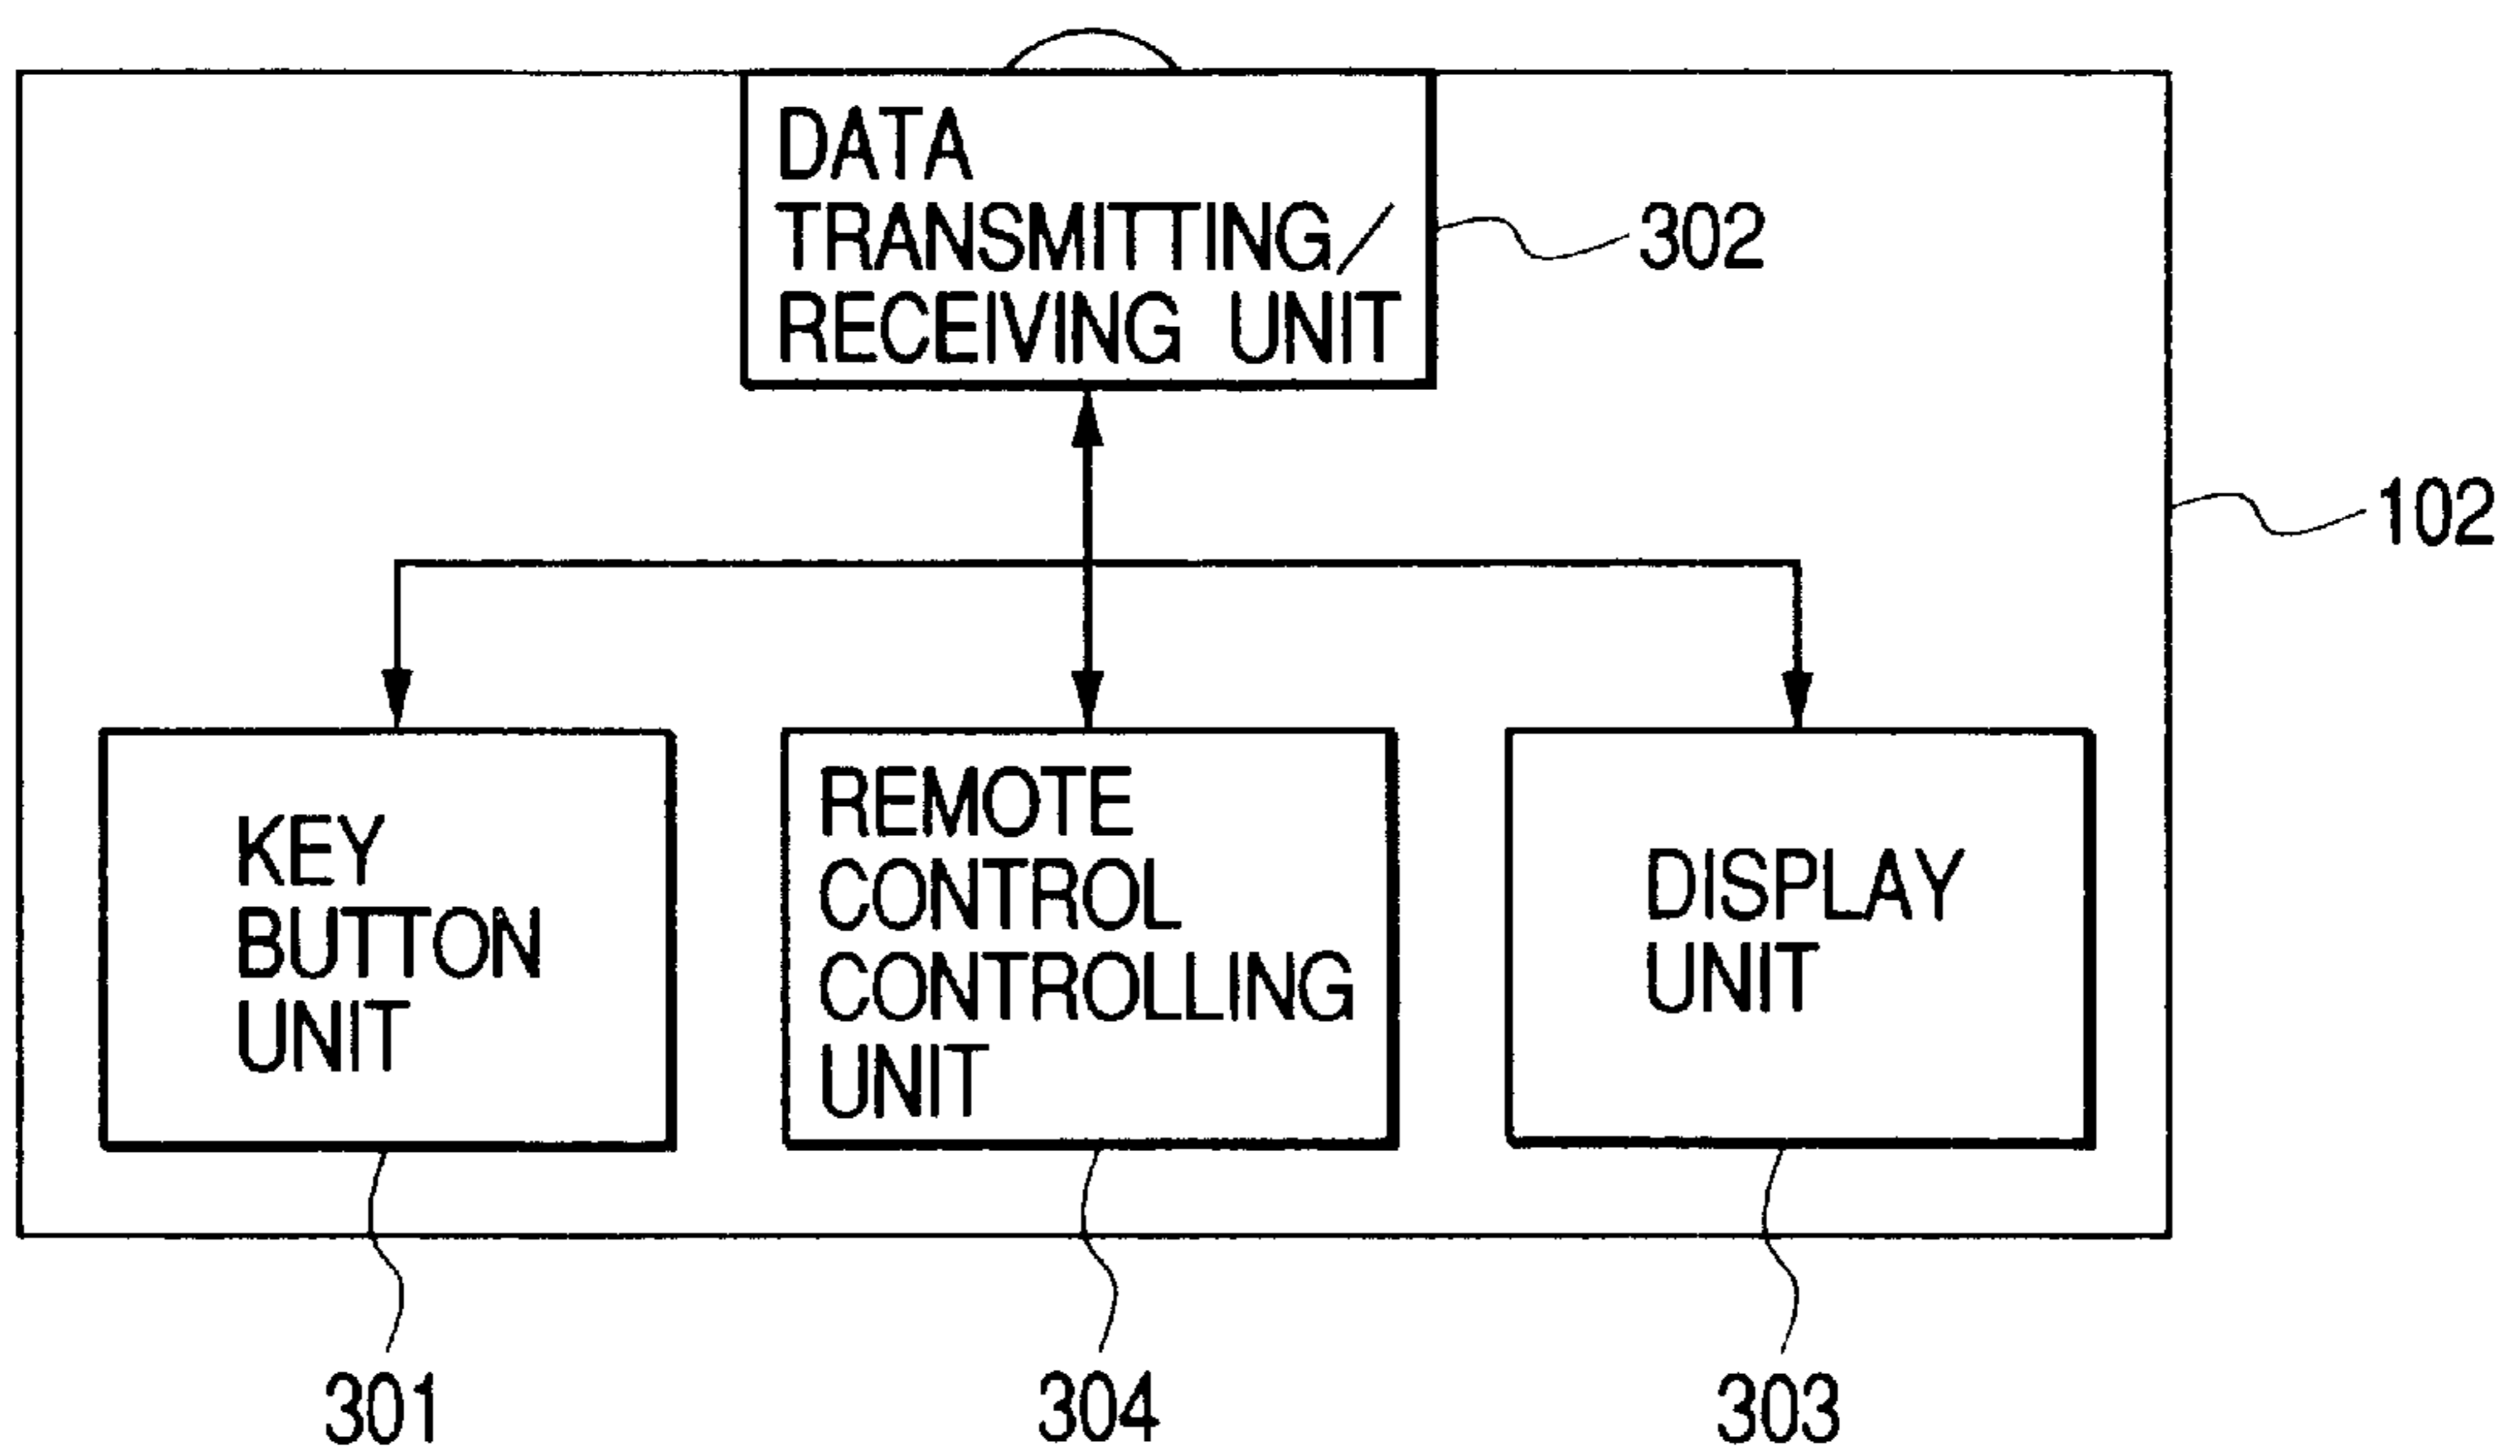 DATA
TRANSMITTING/
RECEIVING UNIT
302
102
KEY
BUTTON
UNIT
REMOTE
CONTROL
CONTROLLING
UNIT
DISPLAY
UNIT
301
304
303